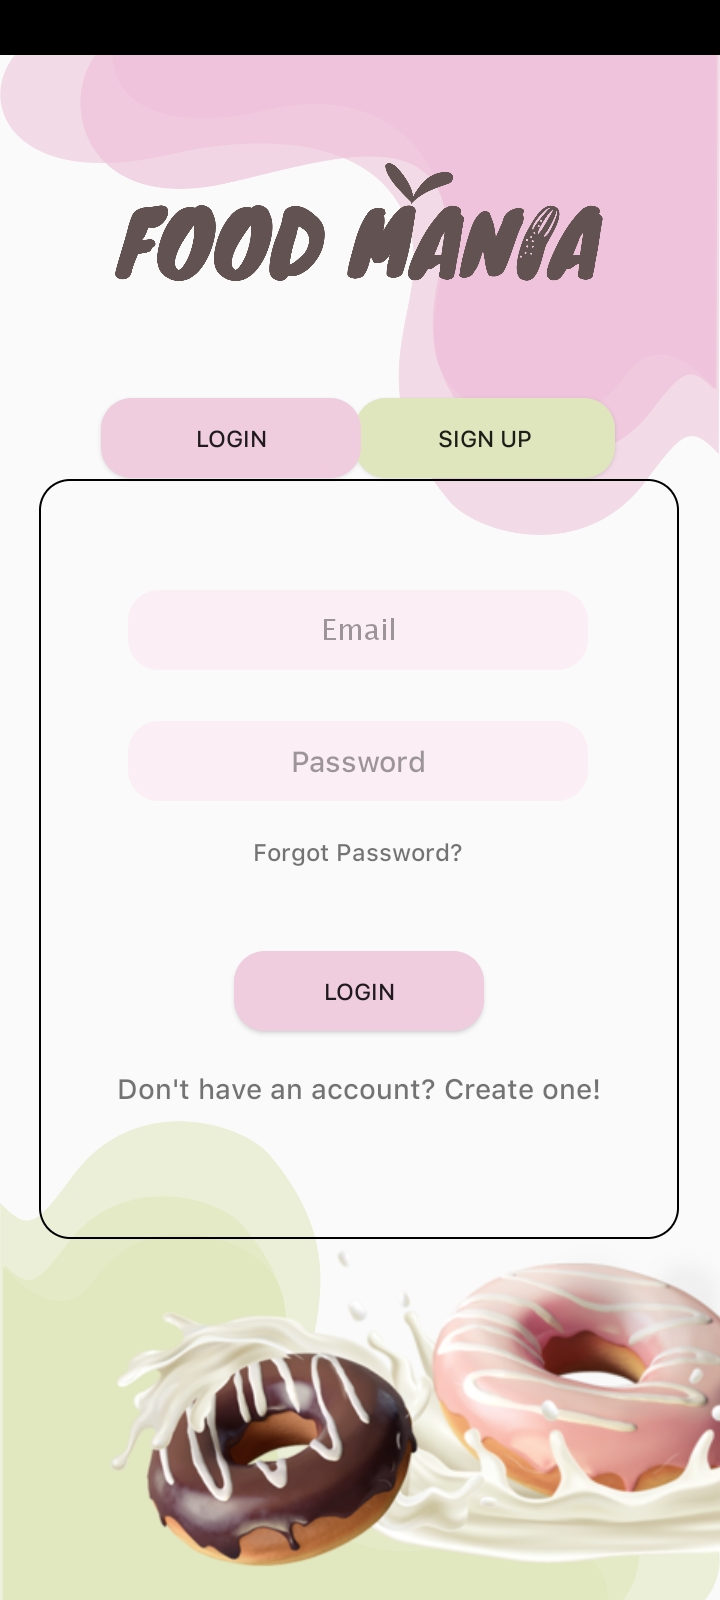 FOOD MANIA
LOGIN SIGN UP
Email
Password
Forgot Password?
LOGIN
Don't have an account? Create one!